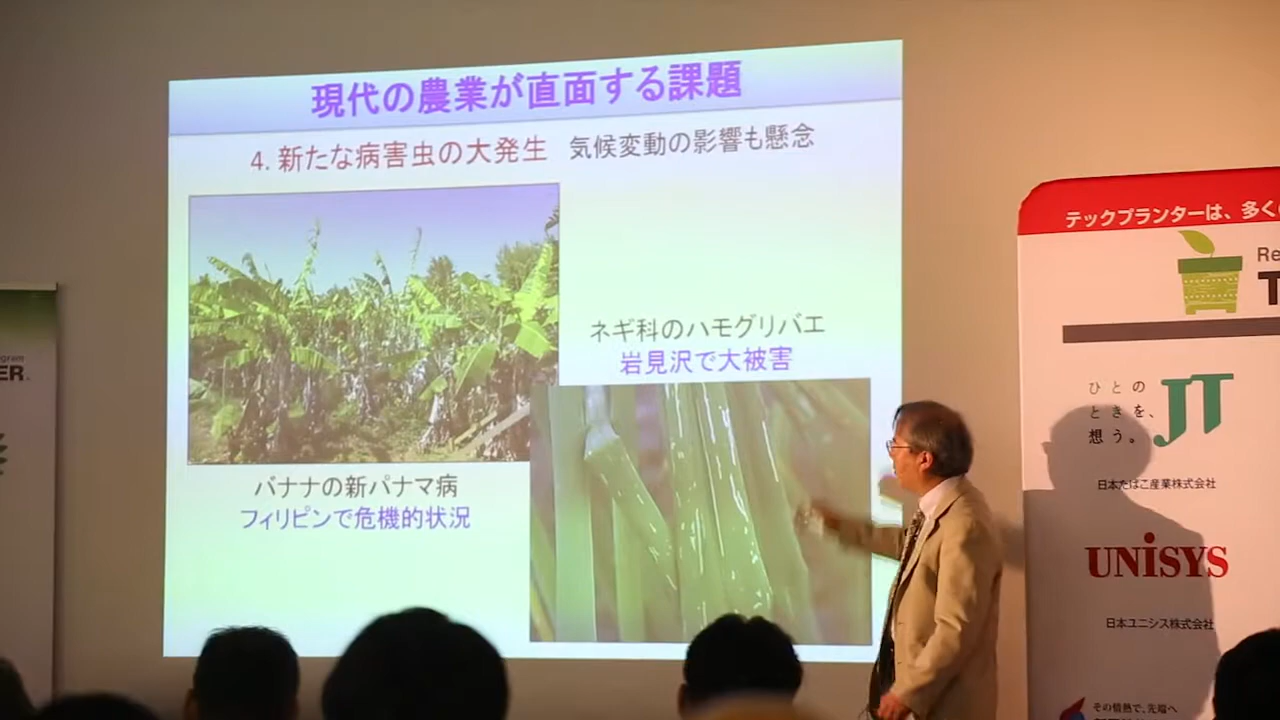 現代の農業が直面する課題
4. 新たな病害虫の大発生 気候変動の影響も懸念
ネギ科のハモグリバエ
岩見沢で大被害
バナナの新パナマ病
フィリピンで危機的状況
gram
ER.
テックプランターは、多く
Re
T
ひとの
ときを、
想う。
JT
日本たばこ産業株式会社
UNiSYS
日本ユニシス株式会社
その情熱で、先端へ